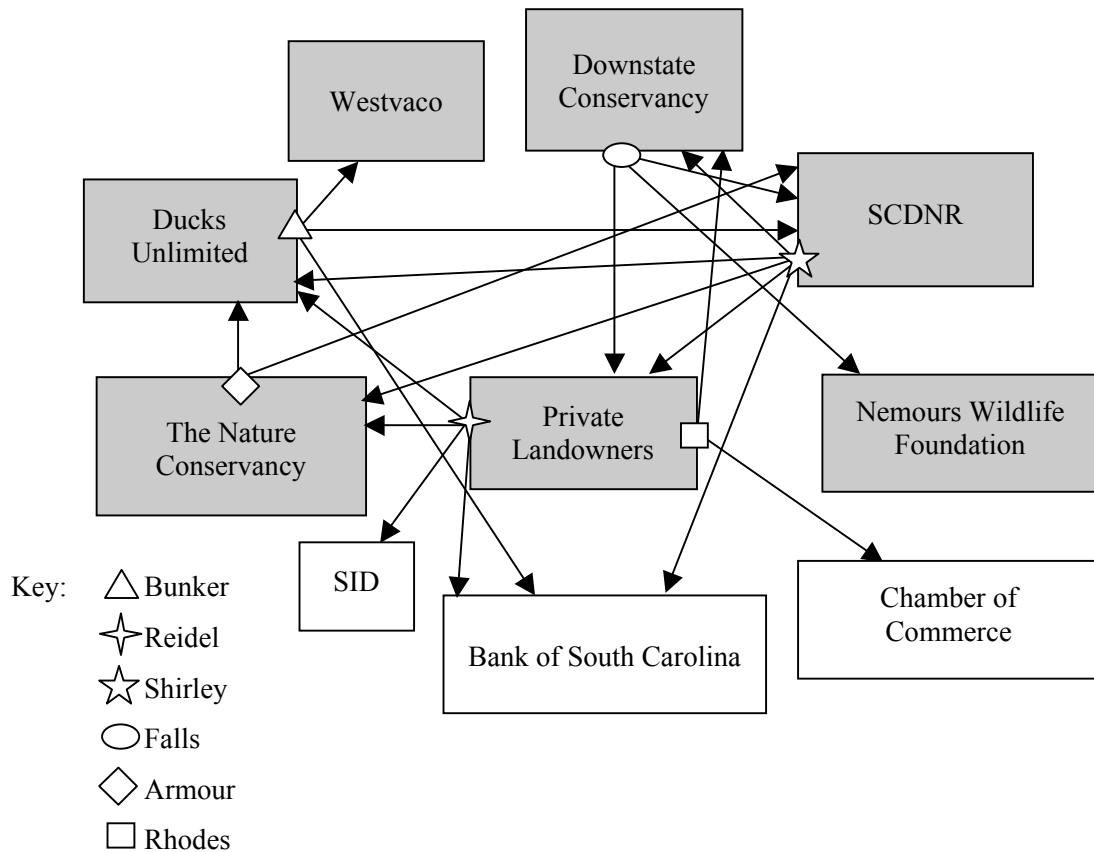 Westvaco
Downstate
Conservancy
Ducks
Unlimited
SCDNR
The Nature
Conservancy
Private
Landowners
Nemours Wildlife
Foundation
SID
Bank of South Carolina
Chamber of
Commerce
Key:
Bunker
Reidel
Shirley
Falls
Armour
Rhodes